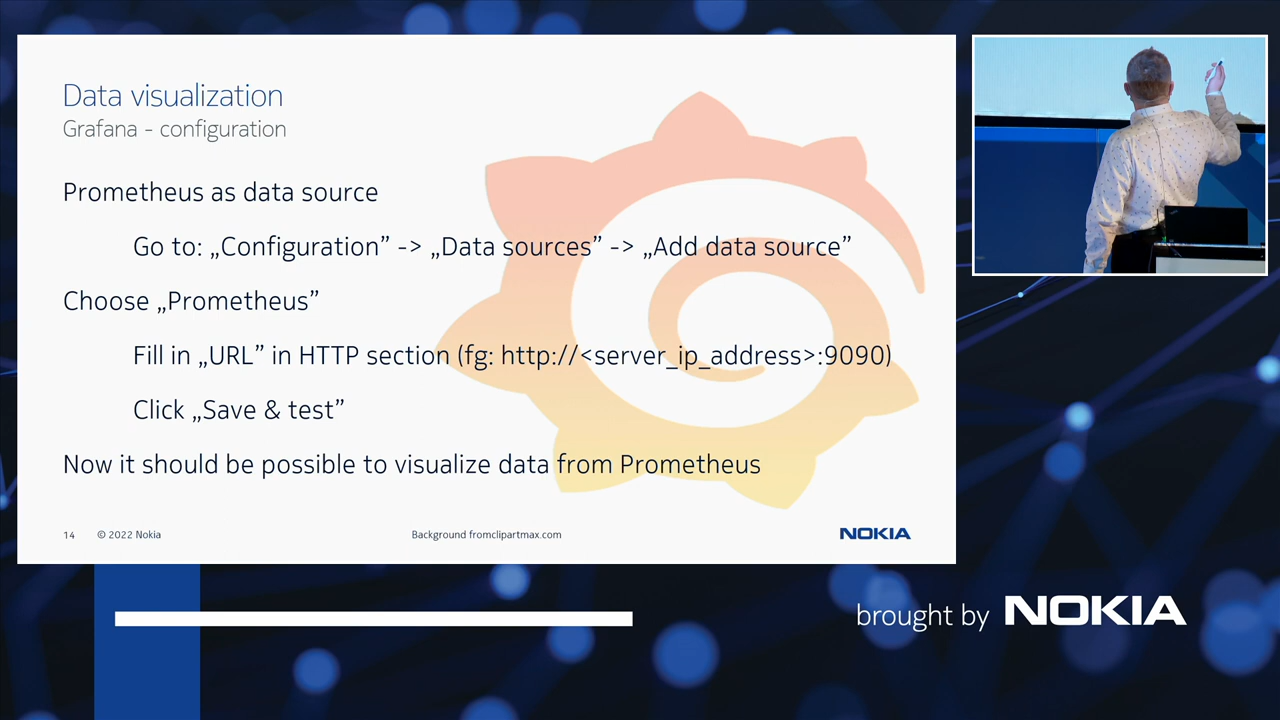 Data visualization
Grafana - configuration
Prometheus as data source
Go to: „Configuration” -> „Data sources” -> „Add data source”
Choose „Prometheus”
Fill in „URL” in HTTP section (fg: http://<server_ip_address>:9090)
Click „Save & test”
Now it should be possible to visualize data from Prometheus
14 © 2022 Nokia Background fromclipartmax.com NOKIA
brought by NOKIA